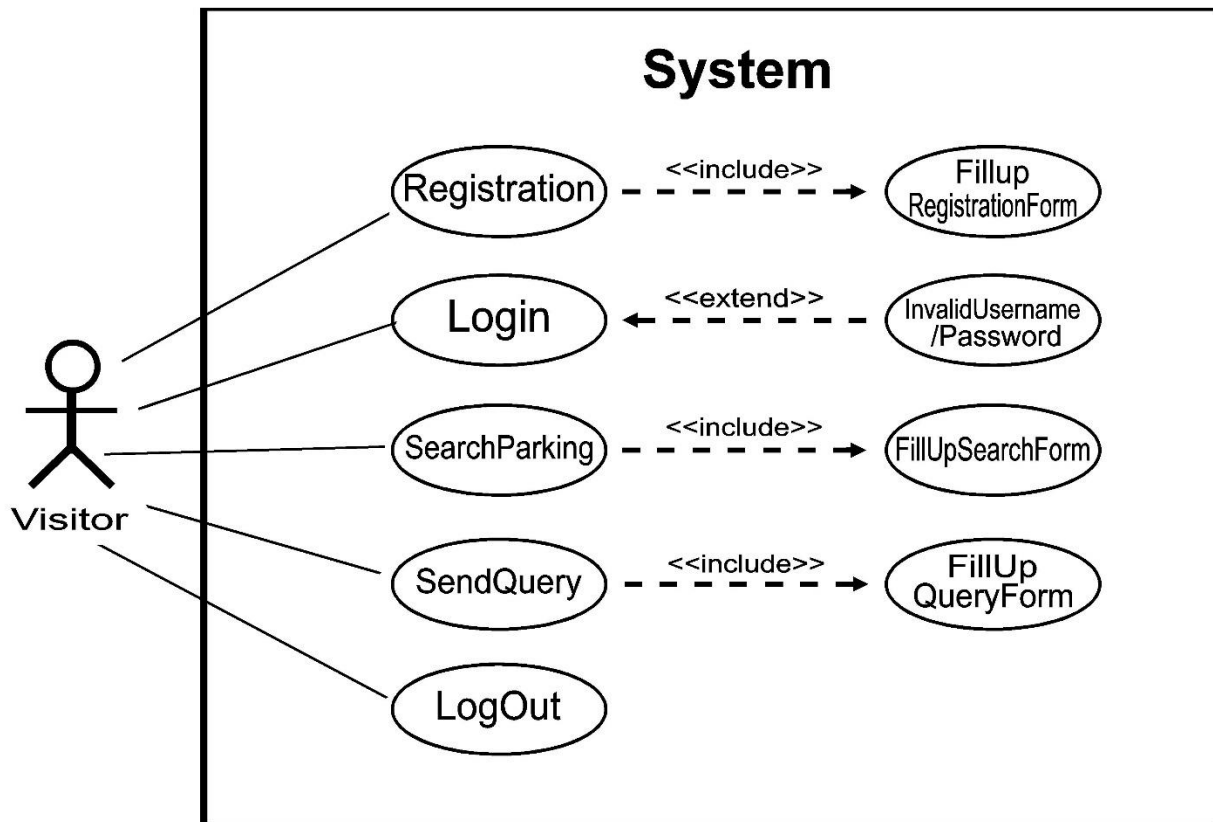 System
Registration
<<include>>
Fillup
RegistrationForm
Login
<<extend>>
InvalidUsername
/Password
SearchParking
<<include>>
FillUpSearchForm
Visitor
SendQuery
<<include>>
FillUp
QueryForm
LogOut